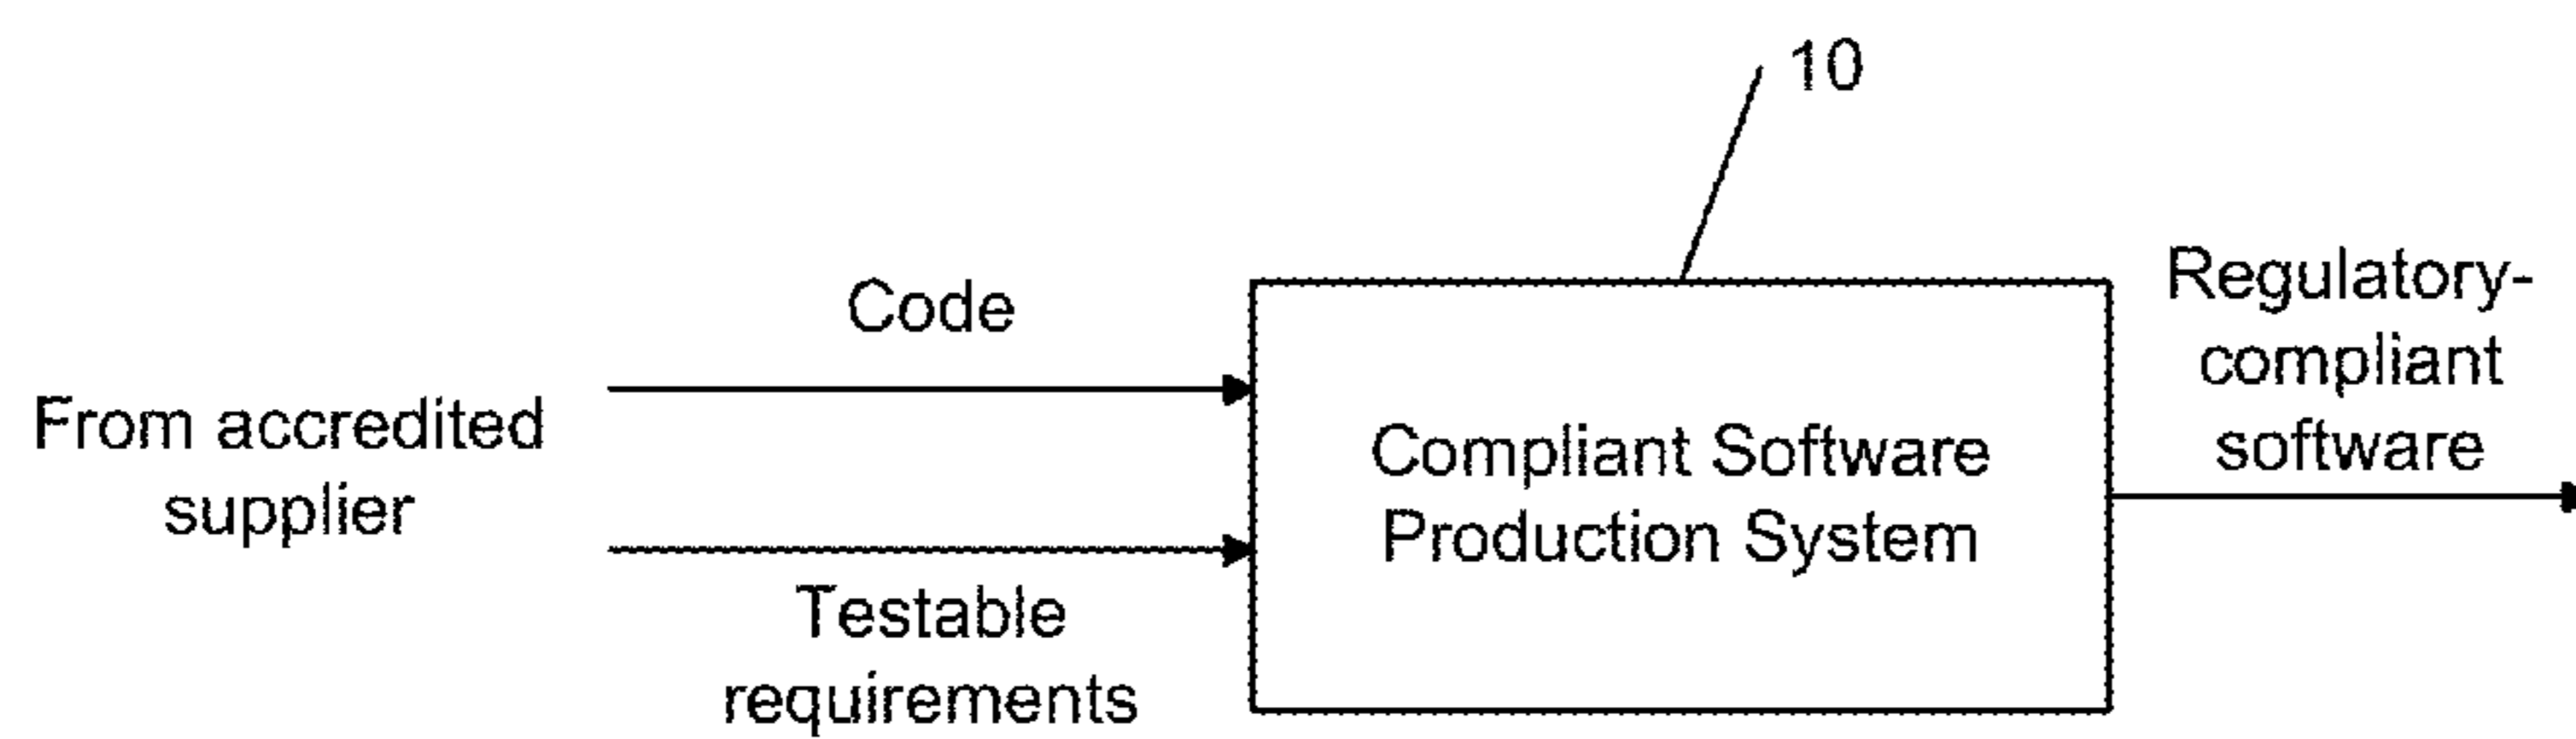 10
Code
From accredited
supplier
Testable
requirements
Compliant Software
Production System
Regulatory-
compliant
software